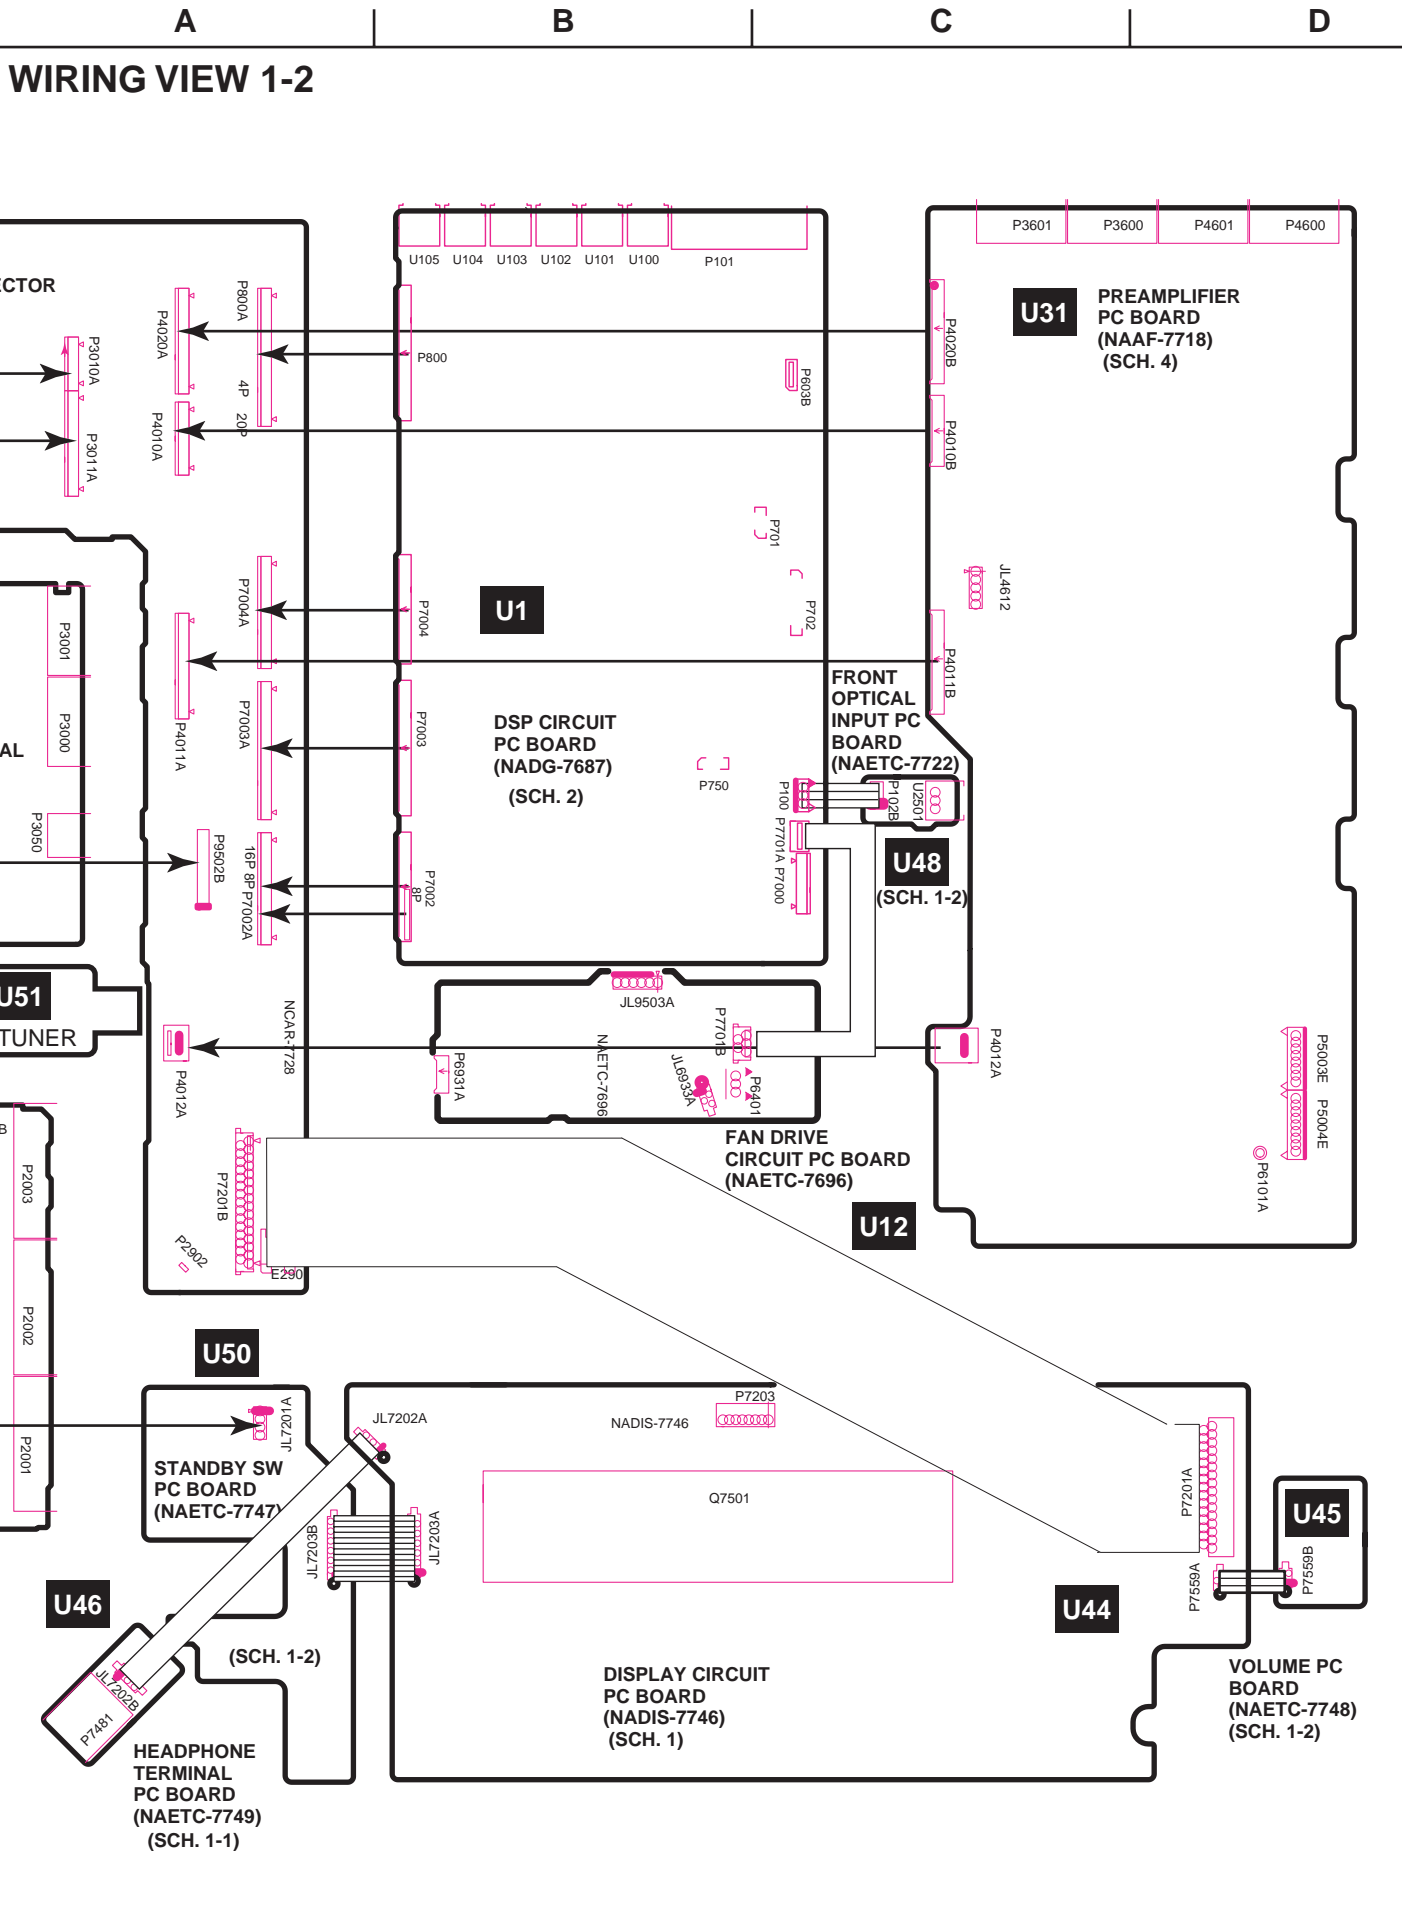 A
B
C
D
WIRING VIEW 1-2
P3601
P3600
P4601
P4600
U105
U104
U103
U102
U101
U100
P101
CTOR
P800A
P4020A
P3010A
4P
20P
P4010A
P3011A
P800
P603B
P4020B
P4010B
U31
PREAMPLIFIER
PC BOARD
(NAAF-7718)
(SCH. 4)
P701
P702
JL4612
P7004A
P7004
U1
P3001
P3000
AL
P3050
P4011A
P7003A
P7003
P4011B
DSP CIRCUIT
PC BOARD
(NADG-7687)
(SCH. 2)
FRONT
OPTICAL
INPUT PC
BOARD
(NAETC-7722)
P750
P100
P102B
U2501
P7701A
P7000
U48
(SCH. 1-2)
P9502B
16P
8P
P7002A
P7002
8P
U51
TUNER
NCAR-7728
JL9503A
P7701B
NAETC-7696
JL6933A
P6401
P6931A
P4012A
P4012A
P5003E
P5004E
P6101A
FAN DRIVE
CIRCUIT PC BOARD
(NAETC-7696)
U12
B
P2003
P2002
P2001
P7201B
P2902
E290
U50
JL7201A
STANDBY SW
PC BOARD
(NAETC-7747)
JL7202A
NADIS-7746
P7203
Q7501
P7201A
U45
P7559A
P7559B
JL7203B
JL7203A
U46
U44
(SCH. 1-2)
JL7202B
P7481
DISPLAY CIRCUIT
PC BOARD
(NADIS-7746)
(SCH. 1)
VOLUME PC
BOARD
(NAETC-7748)
(SCH. 1-2)
HEADPHONE
TERMINAL
PC BOARD
(NAETC-7749)
(SCH. 1-1)